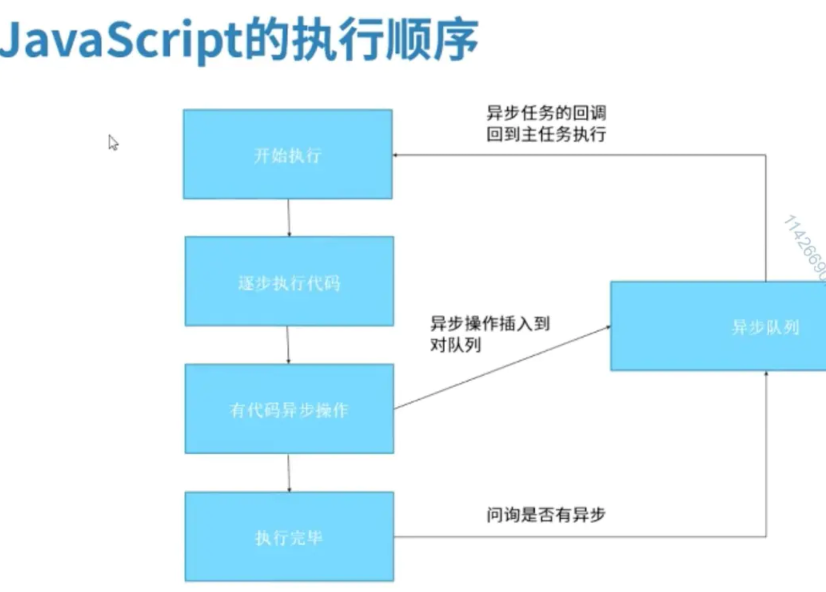 JavaScript的执行顺序
异步任务的回调
回到主任务执行
开始执行
逐步执行代码
异步操作插入到
对队列
异步队列
有代码异步操作
问询是否有异步
执行完毕